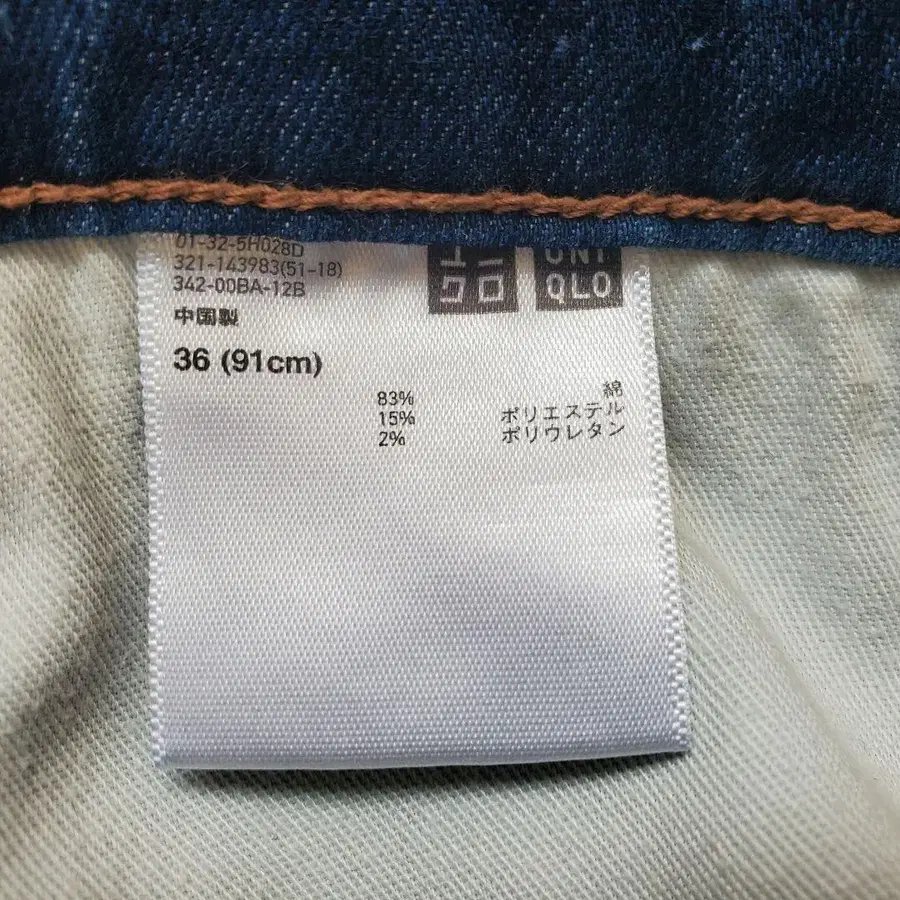 01-32-5H028D
321-143983(51-18)
342-00BA-12B
ユニ
クロ
UNI
QLO
中国製
36 (91cm)
83% 綿
15% ポリエステル
2% ポリウレタン